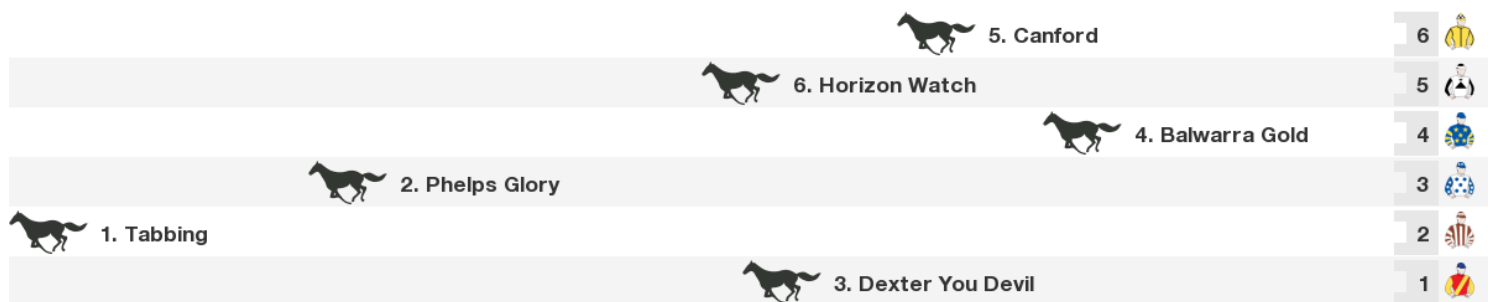 5. Canford 6
6. Horizon Watch 5
4. Balwarra Gold 4
2. Phelps Glory 3
1. Tabbing 2
3. Dexter You Devil 1